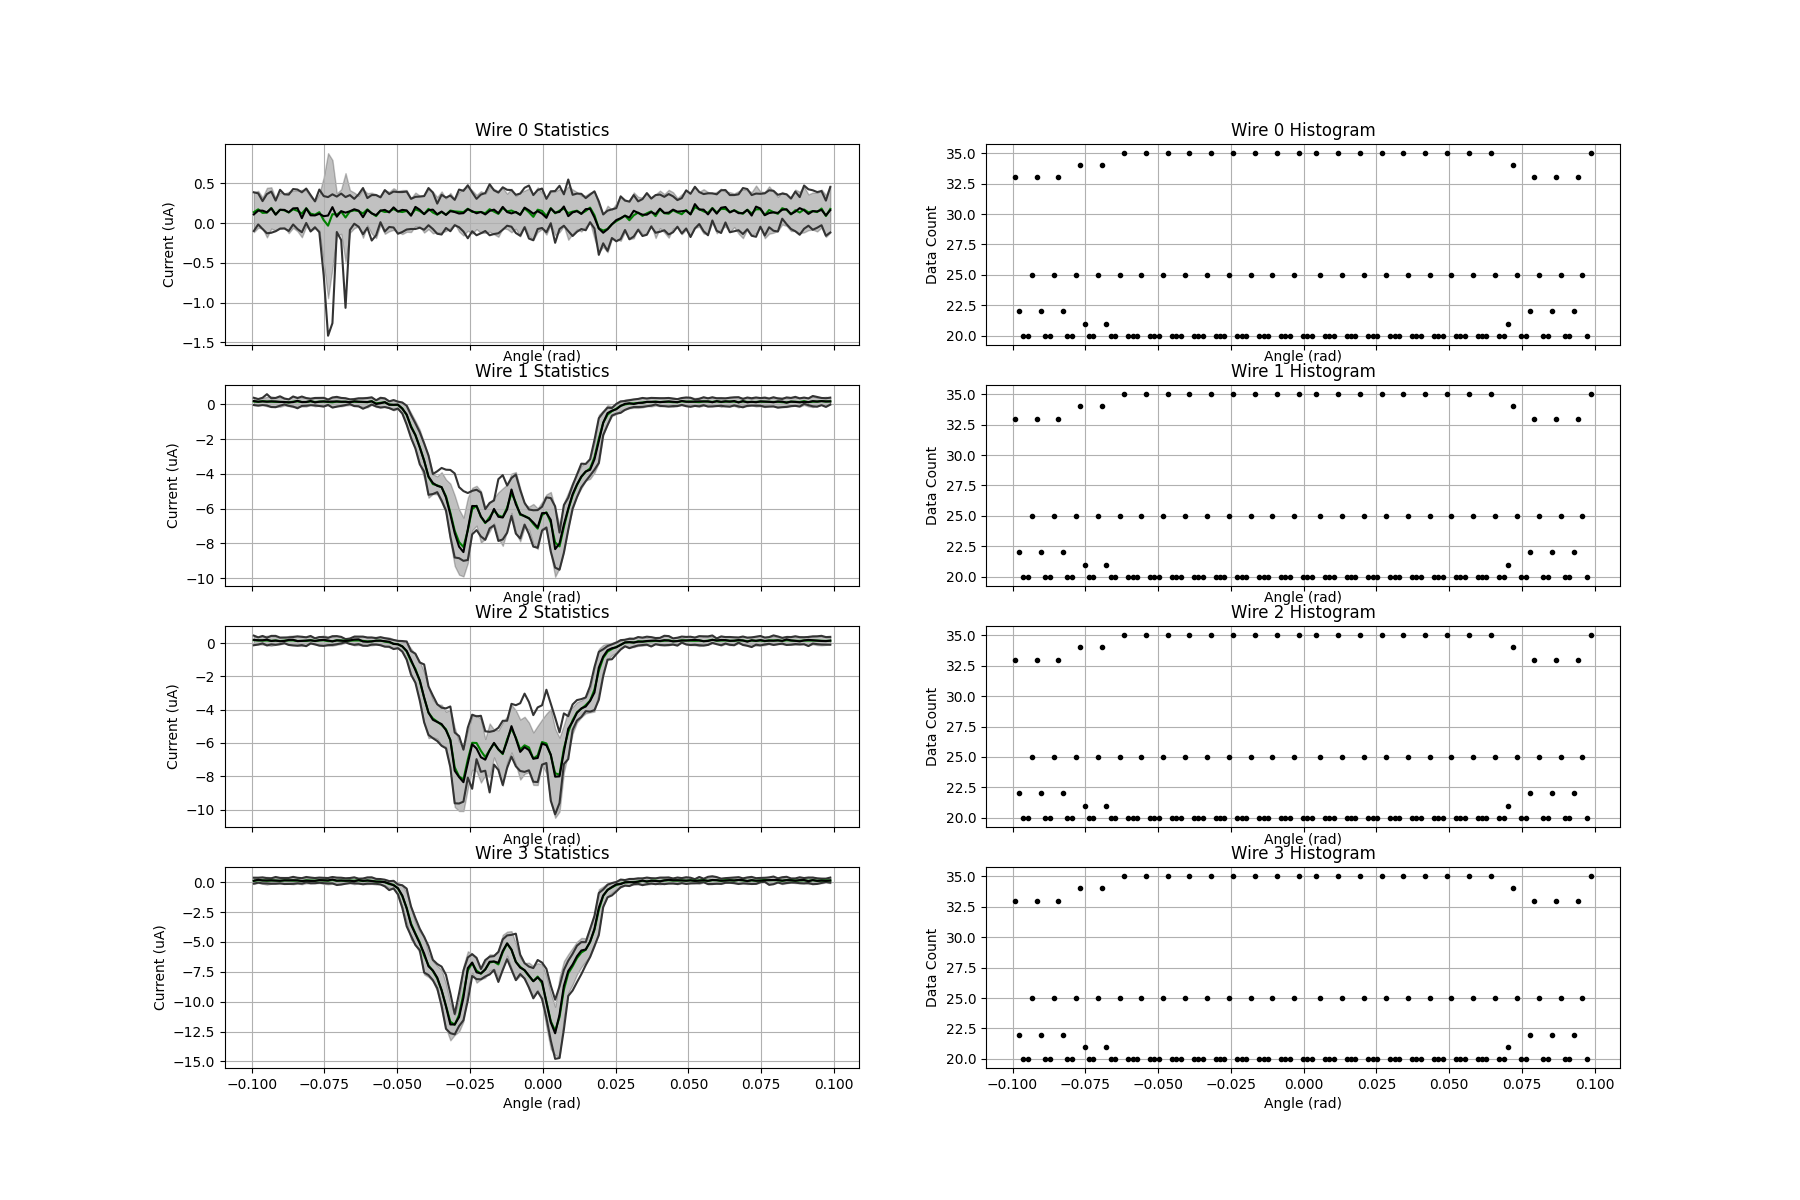 Wire 0 Statistics
Current (uA)
0.5
0.0
−0.5
−1.0
−1.5
Angle (rad)
Wire 0 Histogram
Data Count
35.0
32.5
30.0
27.5
25.0
22.5
20.0
Angle (rad)
Wire 1 Statistics
Current (uA)
0
−2
−4
−6
−8
−10
Angle (rad)
Wire 1 Histogram
Data Count
35.0
32.5
30.0
27.5
25.0
22.5
20.0
Angle (rad)
Wire 2 Statistics
Current (uA)
0
−2
−4
−6
−8
−10
Angle (rad)
Wire 2 Histogram
Data Count
35.0
32.5
30.0
27.5
25.0
22.5
20.0
Angle (rad)
Wire 3 Statistics
Current (uA)
0.0
−2.5
−5.0
−7.5
−10.0
−12.5
−15.0
−0.100 −0.075 −0.050 −0.025 0.000 0.025 0.050 0.075 0.100
Angle (rad)
Wire 3 Histogram
Data Count
35.0
32.5
30.0
27.5
25.0
22.5
20.0
−0.100 −0.075 −0.050 −0.025 0.000 0.025 0.050 0.075 0.100
Angle (rad)